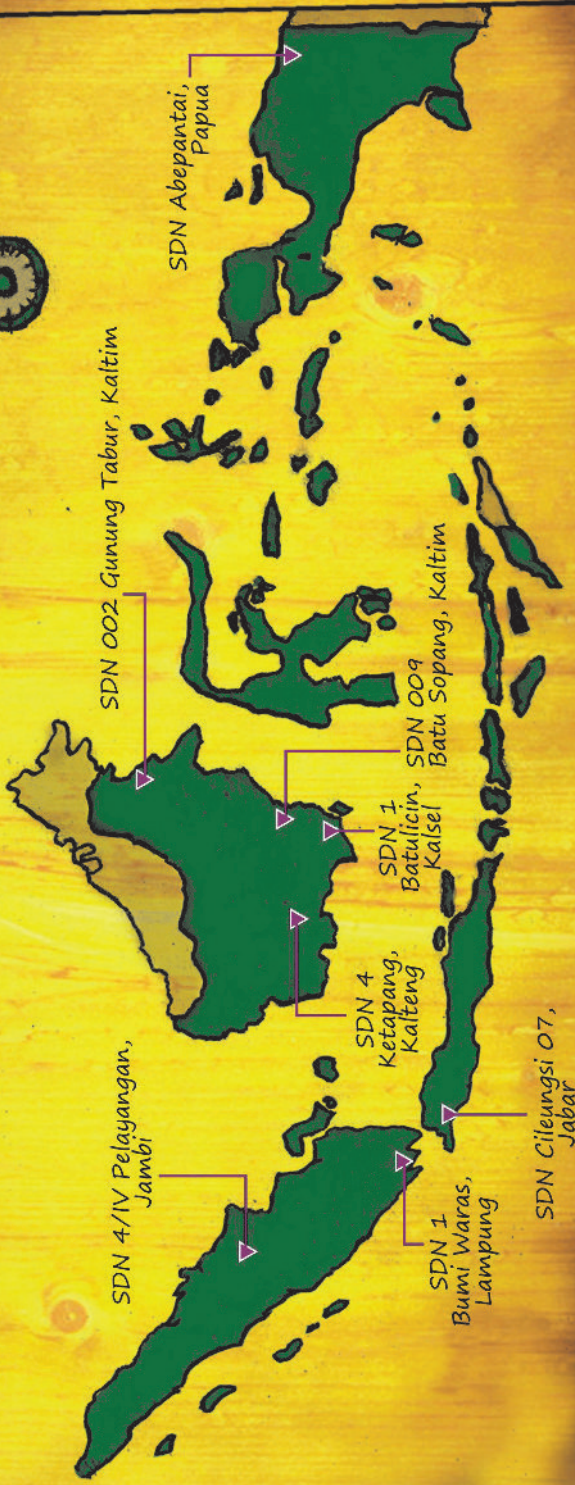 SDN 4/IV Pelayangan,
Jambi
SDN 1
Bumi Waras,
Lampung
SDN Cileungsi 07,
Jabar
SDN 4
Ketapang,
Kalteng
SDN 1
Batulicin,
Kalsel
SDN 009
Batu Sopang, Kaltim
SDN 002 Gunung Tabur, Kaltim
SDN Abepantai,
Papua